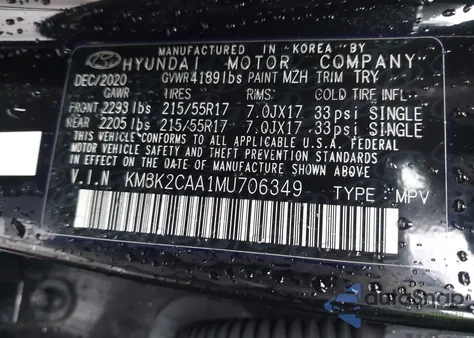 MANUFACTURED IN KOREA BY
HYUNDAI MOTOR COMPANY
DEC/2020 GVWR4189lbs PAINT MZH TRIM TRY
GAWR TIRES RIMS COLD TIRE INFL.
FRONT 2293lbs 215/55R17 7.0JX17 33psi SINGLE
REAR 2205lbs 215/55R17 7.0JX17 33psi SINGLE
THIS VEHICLE CONFORMS TO ALL APPLICABLE U.S.A. FEDERAL
MOTOR VEHICLE SAFETY AND THEFT PREVENTION STANDARDS
IN EFFECT ON THE DATE OF MANUFACTURE SHOWN ABOVE
V.I.N KM8K2CAA1MU706349 TYPE MPV
autoSnap